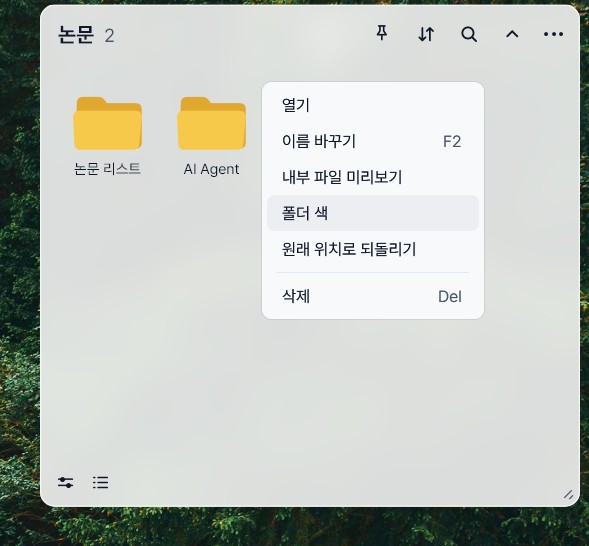 논문 2
논문 리스트
AI Agent
열기
이름 바꾸기 F2
내부 파일 미리보기
폴더 색
원래 위치로 되돌리기
삭제 Del